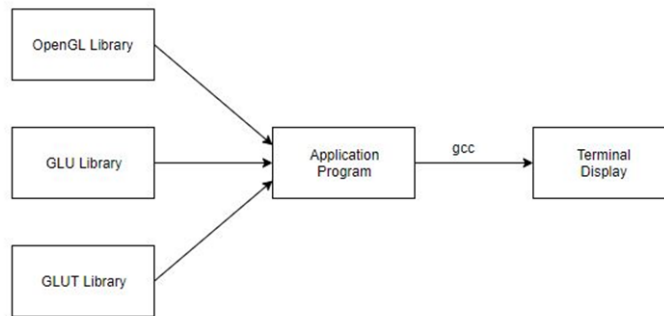 OpenGL Library
GLU Library
Application
Program
gcc
Terminal
Display
GLUT Library